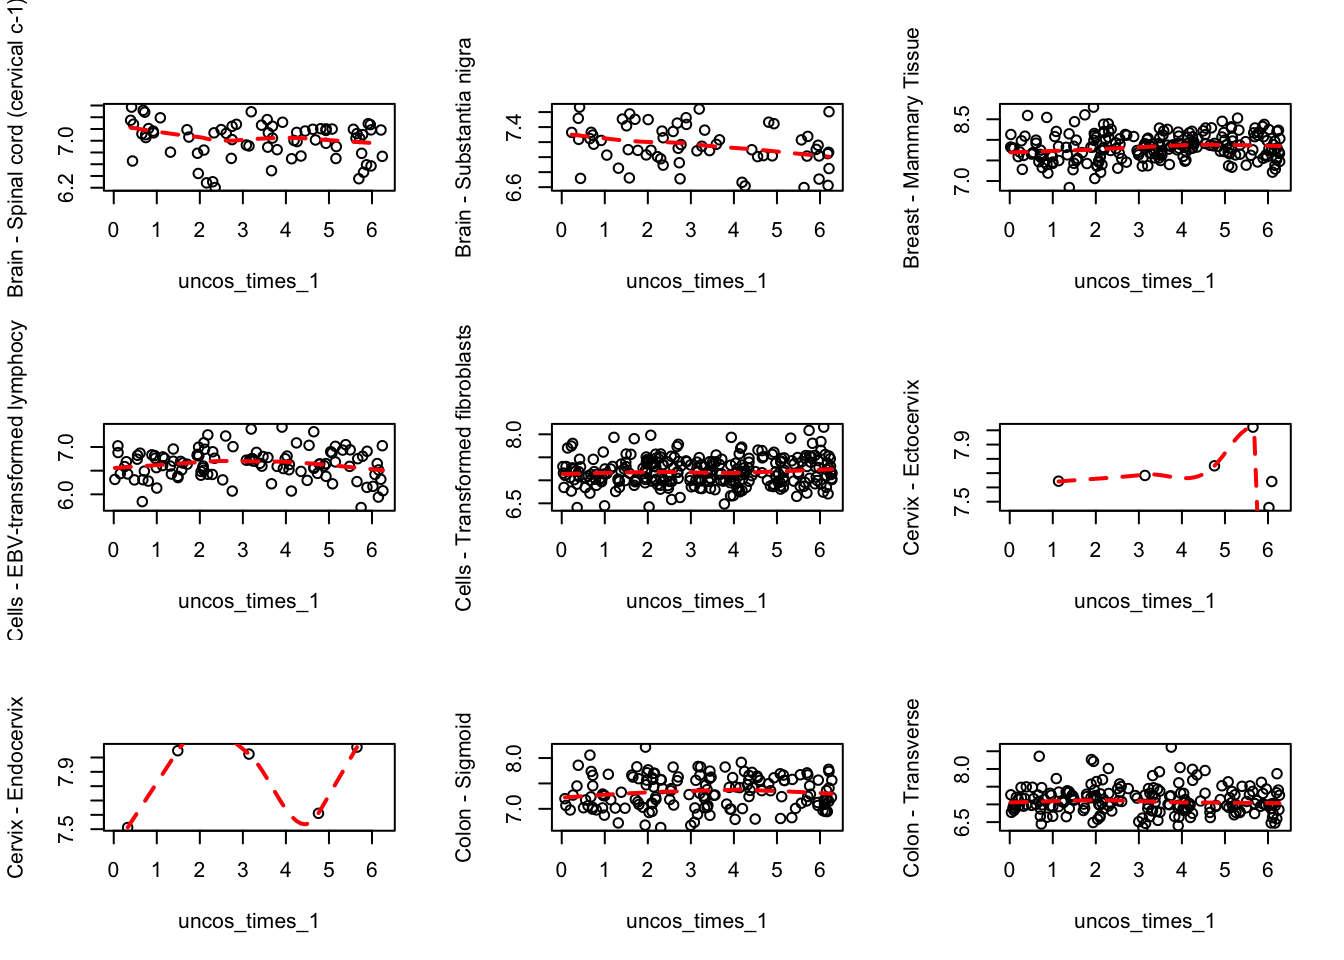 Brain - Spinal cord (cervical c-1)
6.2 7.0
0 1 2 3 4 5 6
uncos_times_1
Brain - Substantia nigra
6.6 7.4
0 1 2 3 4 5 6
uncos_times_1
Breast - Mammary Tissue
7.0 8.5
0 1 2 3 4 5 6
uncos_times_1
Cells - EBV-transformed lymphocy
6.0 7.0
0 1 2 3 4 5 6
uncos_times_1
Cells - Transformed fibroblasts
6.5 8.0
0 1 2 3 4 5 6
uncos_times_1
Cervix - Ectocervix
7.5 7.9
0 1 2 3 4 5 6
uncos_times_1
Cervix - Endocervix
7.5 7.9
0 1 2 3 4 5 6
uncos_times_1
Colon - Sigmoid
7.0 8.0
0 1 2 3 4 5 6
uncos_times_1
Colon - Transverse
6.5 8.0
0 1 2 3 4 5 6
uncos_times_1